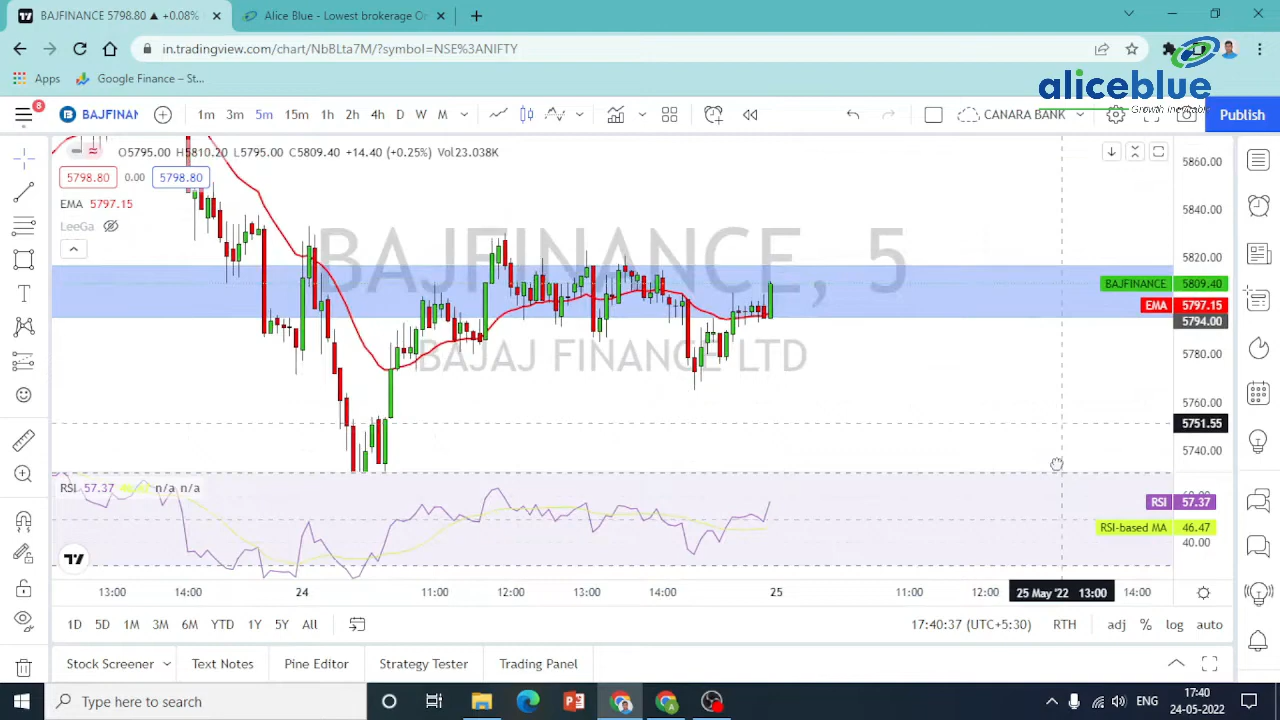 BAJFINANCE 5798.80 ▲ +0.08%
Alice Blue - Lowest brokerage On
in.tradingview.com/chart/NbBLta7M/?symbol=NSE%3ANIFTY
Apps
Google Finance – St...
aliceblue
8
BAJFINAN
1m 3m 5m 15m 1h 2h 4h D W M
CANARA BANK
Publish
O5795.00 H5810.20 L5795.00 C5809.40 +14.40 (+0.25%) Vol23.038K
5798.80 0.00 5798.80
EMA 5797.15
LeeGa
BAJFINANCE, 5
BAJAJ FINANCE LTD
5860.00
5840.00
5820.00
BAJFINANCE 5809.40
EMA 5797.15
5794.00
5780.00
5760.00
5751.55
5740.00
RSI 57.37 n/a n/a
RSI 57.37
RSI-based MA 46.47
40.00
13:00 14:00 24 11:00 12:00 13:00 14:00 25 11:00 12:00 25 May '22 13:00 14:00
1D 5D 1M 3M 6M YTD 1Y 5Y All
17:40:37 (UTC+5:30) RTH adj % log auto
Stock Screener Text Notes Pine Editor Strategy Tester Trading Panel
Type here to search
ENG
17:40
24-05-2022